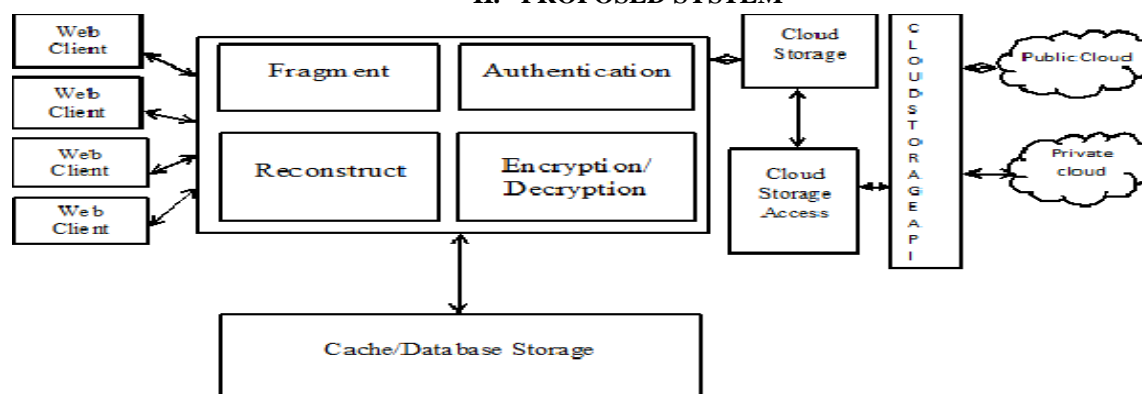 II. PROPOSED SYSTEM
Web
Client
Web
Client
Web
Client
Web
Client
Fragment
Authentication
Reconstruct
Encryption/
Decryption
Cache/Database Storage
Cloud
Storage
Cloud
Storage
Access
C
L
O
U
D
S
T
O
R
A
G
E
A
P
I
Public Cloud
Private
cloud